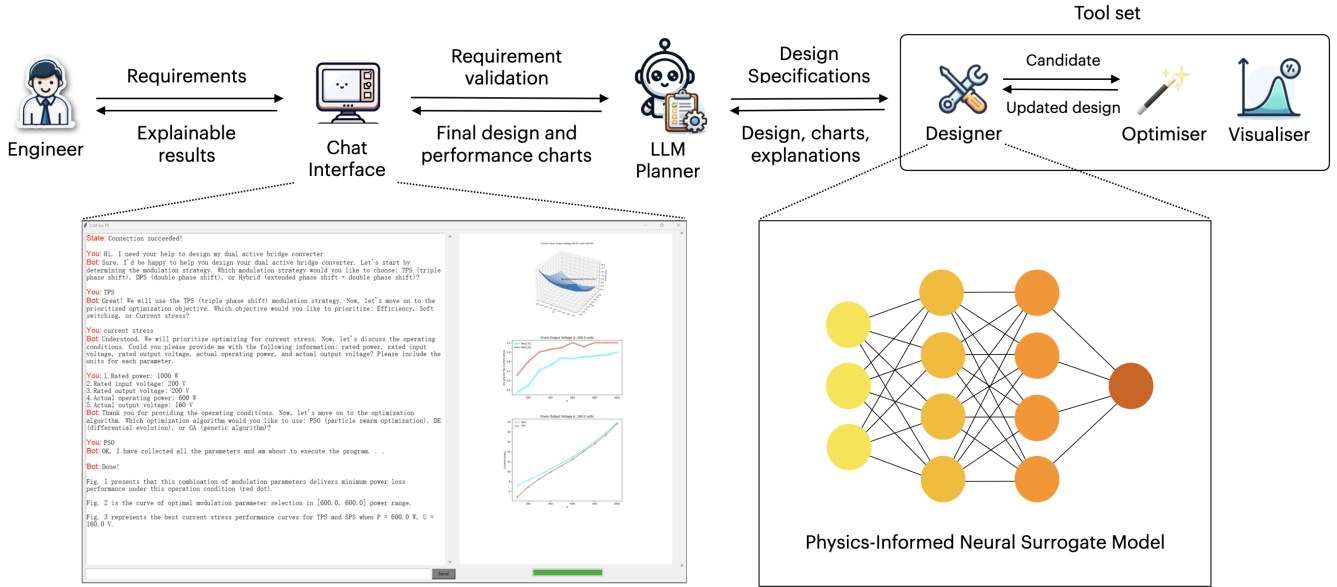 Tool set
Requirements
Explainable
results
Engineer
Chat
Interface
Requirement
validation
Final design and
performance charts
LLM
Planner
Design
Specifications
Design, charts,
explanations
Designer
Candidate
Updated design
Optimiser
Visualiser
State: Connection succeeded!
You: Hi, I need your help to design my dual active bridge converter.
Bot: Sure, I'd be happy to help you design your dual active bridge converter. Let's start by
determining the modulation strategy. Which modulation strategy would you like to choose: TPS (triple
phase shift), DPS (double phase shift), or Hybrid (extended phase shift + double phase shift)?
You: TPS
Bot: Great! We will use the TPS (triple phase shift) modulation strategy. Now, let's move on to the
prioritized optimization objective. Which objective would you like to prioritize: Efficiency, Soft
switching, or Current stress?
You: current stress
Bot: Understood. We will prioritize optimizing for current stress. Now, let's discuss the operating
conditions. Could you please provide me with the following information: rated power, rated input
voltage, rated output voltage, actual operating power, and actual output voltage? Please include the
units for each parameter.
You: 1.Rated power: 1000 W
2.Rated input voltage: 200 V
3.Rated output voltage: 200 V
4.Actual operating power: 600 W
5.Actual output voltage: 160 V
Bot: Thank you for providing the operating conditions. Now, let's move on to the optimization
algorithm. Which optimization algorithm would you like to use: PSO (particle swarm optimization), DE
(differential evolution), or GA (genetic algorithm)?
You: PSO
Bot: OK, I have collected all the parameters and am about to execute the program. . .
Bot: Done!
Fig. 1 presents that this combination of modulation parameters delivers minimum power loss
performance under this operation condition (red dot).
Fig. 2 is the curve of optimal modulation parameter selection in [600.0, 600.0] power range.
Fig. 3 represents the best current stress performance curves for TPS and SPS when P = 600.0 W, U =
160.0 V.
Send
Physics-Informed Neural Surrogate Model